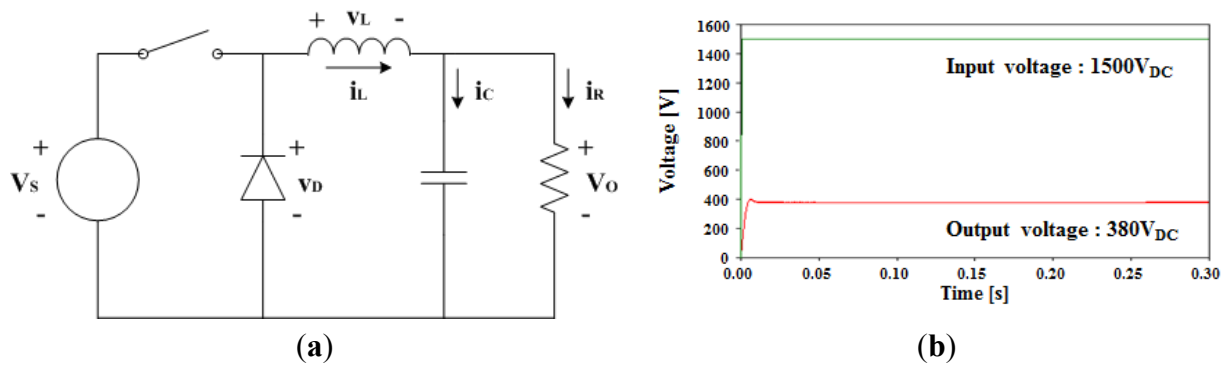 + vL -
iL
iC
iR
+
VS
-
+
vD
-
+
VO
-
(a)
1600
1400
1200
1000
800
600
400
200
0
Voltage [V]
Input voltage : 1500VDC
Output voltage : 380VDC
0.00 0.05 0.10 0.15 0.20 0.25 0.30
Time [s]
(b)